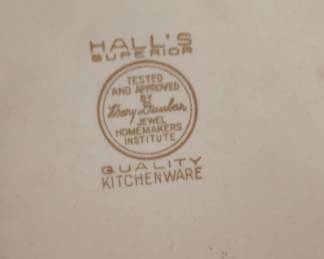 HALL'S
SUPERIOR
TESTED
AND APPROVED
BY
Mary Dunbar
JEWEL
HOMEMAKERS
INSTITUTE
QUALITY
KITCHENWARE